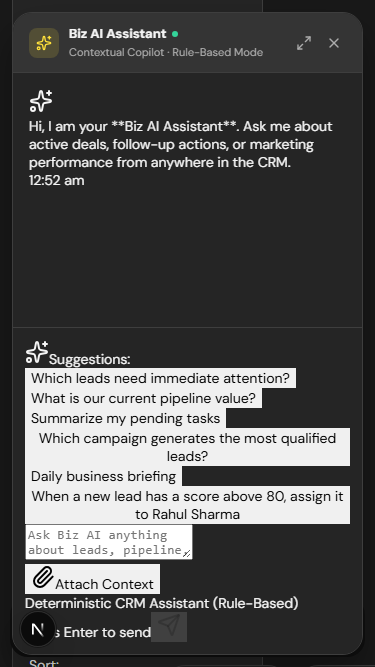 Biz AI Assistant
Contextual Copilot · Rule-Based Mode
Hi, I am your **Biz AI Assistant**. Ask me about
active deals, follow-up actions, or marketing
performance from anywhere in the CRM.
12:52 am
Suggestions:
Which leads need immediate attention?
What is our current pipeline value?
Summarize my pending tasks
Which campaign generates the most qualified
leads?
Daily business briefing
When a new lead has a score above 80, assign it
to Rahul Sharma
Ask Biz AI anything
about leads, pipeline,
Attach Context
Deterministic CRM Assistant (Rule-Based)
N
s Enter to send
Sort: